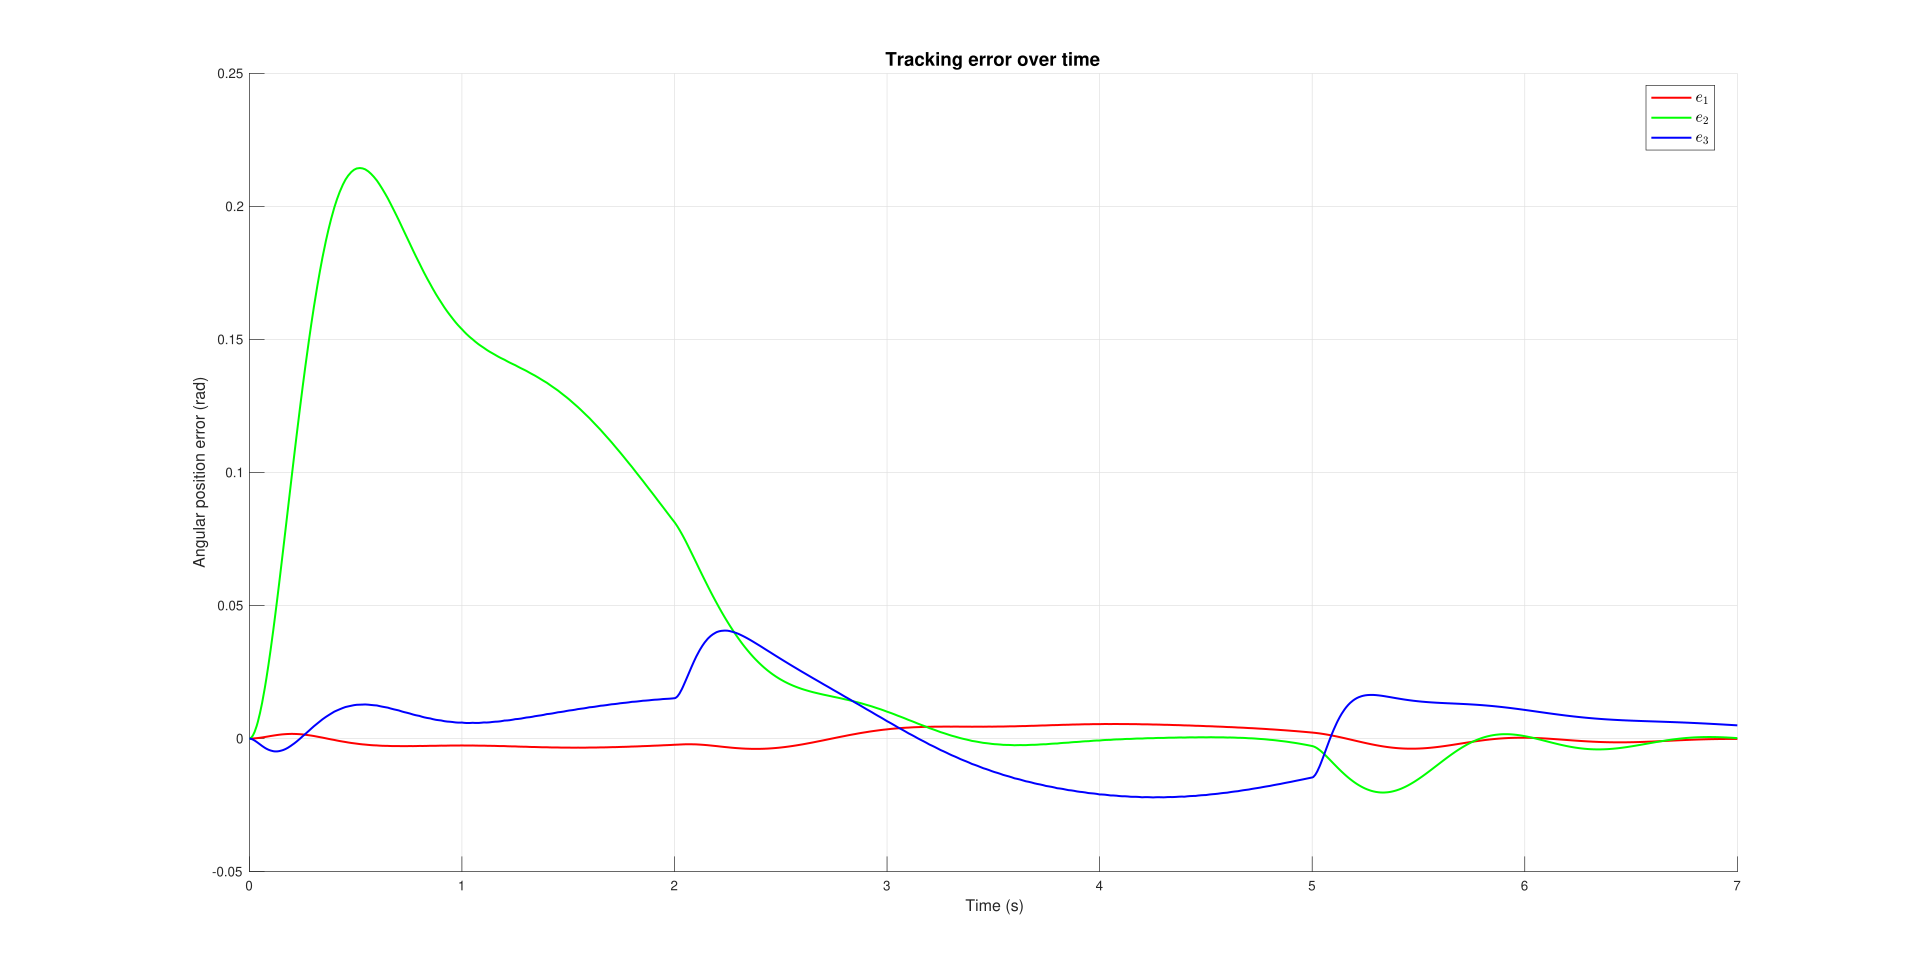 Tracking error over time
e1
e2
e3
0.25
0.2
0.15
0.1
0.05
0
-0.05
Angular position error (rad)
0 1 2 3 4 5 6 7
Time (s)